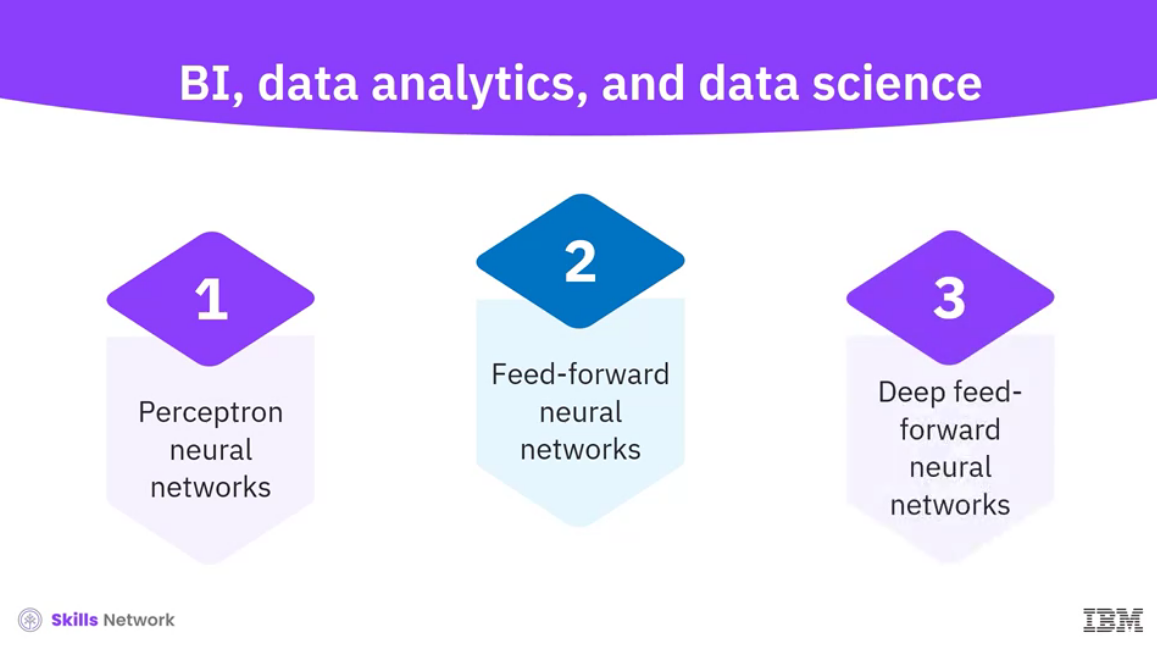 BI, data analytics, and data science
1
Perceptron
neural
networks
2
Feed-forward
neural
networks
3
Deep feed-
forward
neural
networks
Skills Network
IBM